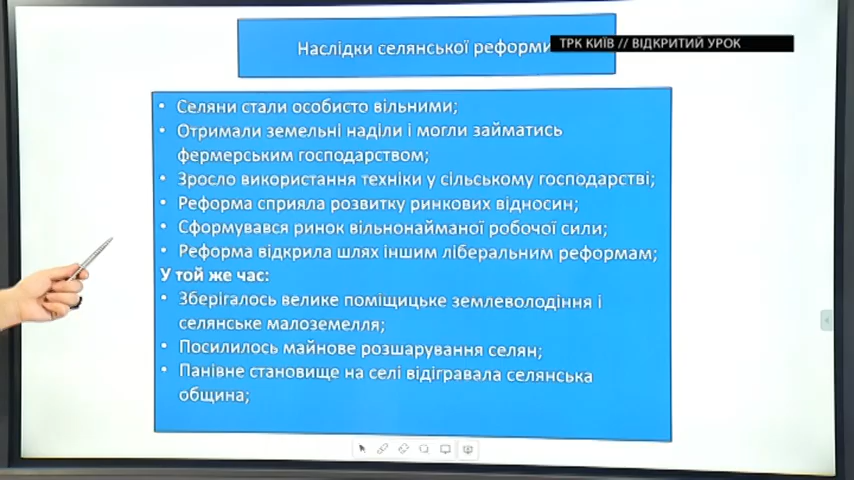 Наслідки селянської реформи
ТРК КИЇВ // ВІДКРИТИЙ УРОК
• Селяни стали особисто вільними;
• Отримали земельні наділи і могли займатись
фермерським господарством;
• Зросло використання техніки у сільському господарстві;
• Реформа сприяла розвитку ринкових відносин;
• Сформувався ринок вільнонайманої робочої сили;
• Реформа відкрила шлях іншим ліберальним реформам;
У той же час:
• Зберігалось велике поміщицьке землеволодіння і
селянське малоземелля;
• Посилилось майнове розшарування селян;
• Панівне становище на селі відігравала селянська
община;